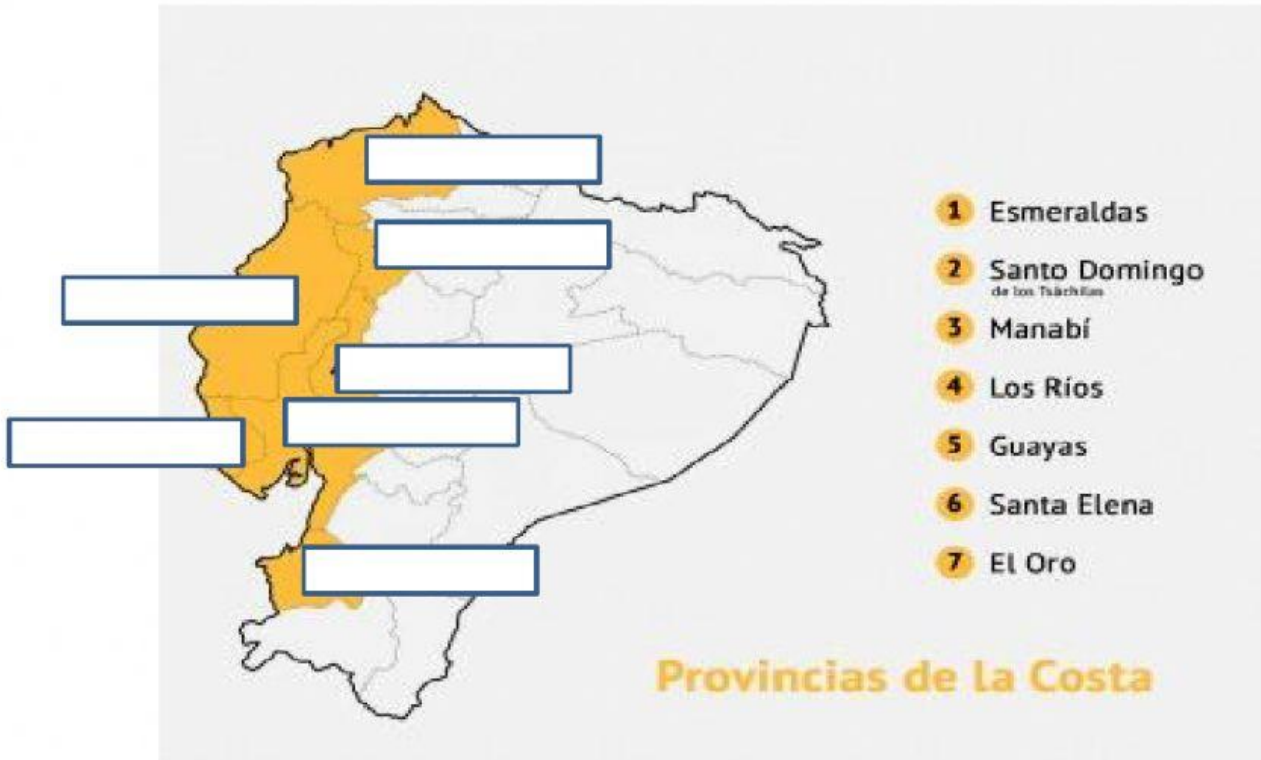 1 Esmeraldas
2 Santo Domingo
de los Tsáchilas
3 Manabí
4 Los Ríos
5 Guayas
6 Santa Elena
7 El Oro
Provincias de la Costa